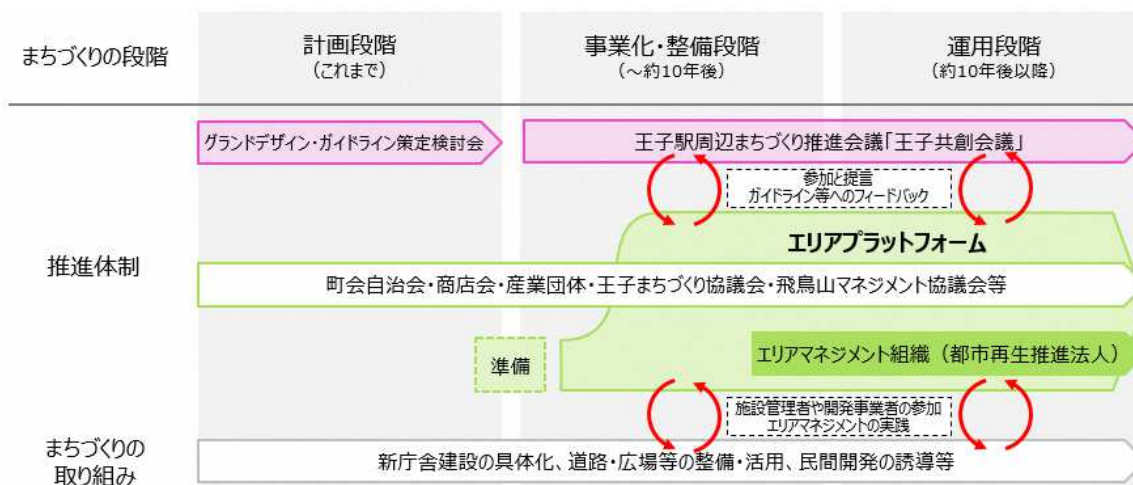 まちづくりの段階
計画段階
(これまで)
事業化・整備段階
(~約10年後)
運用段階
(約10年後以降)
推進体制
グランドデザイン・ガイドライン策定検討会
王子駅周辺まちづくり推進会議「王子共創会議」
参加と提言
ガイドライン等へのフィードバック
エリアプラットフォーム
町会自治会・商店会・産業団体・王子まちづくり協議会・飛鳥山マネジメント協議会等
準備
エリアマネジメント組織（都市再生推進法人）
施設管理者や開発事業者の参加
エリアマネジメントの実践
まちづくりの
取り組み
新庁舎建設の具体化、道路・広場等の整備・活用、民間開発の誘導等